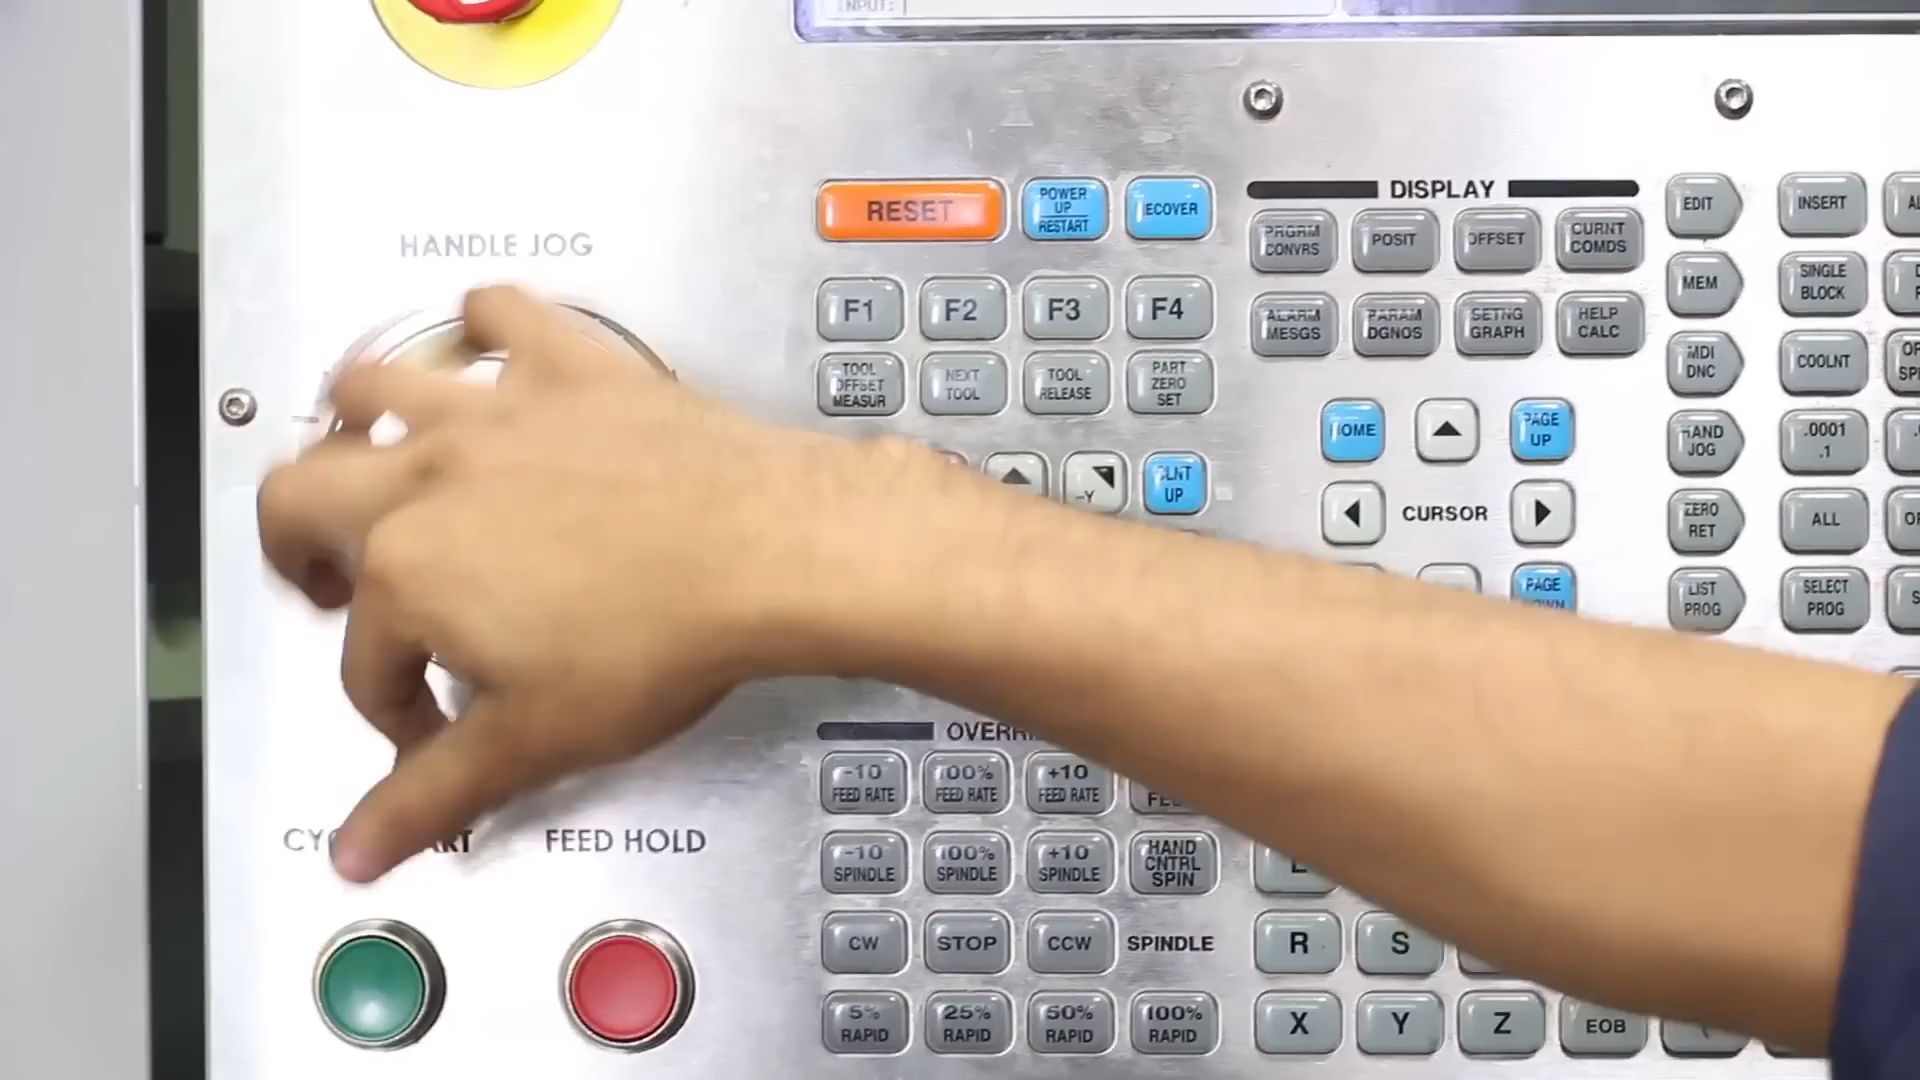 INPUT:
HANDLE JOG
RESET
POWER
UP
RESTART
ECOVER
F1 F2 F3 F4
TOOL
OFFSET
MEASUR
NEXT
TOOL
TOOL
RELEASE
PART
ZERO
SET
-Y
CLNT
UP
DISPLAY
PRGRM
CONVRS
POSIT
OFFSET
CURNT
COMDS
ALARM
MESGS
PARAM
DGNOS
SETNG
GRAPH
HELP
CALC
HOME
PAGE
UP
CURSOR
PAGE
EDIT
INSERT
MEM
SINGLE
BLOCK
MDI
DNC
COOLNT
HAND
JOG
.0001
.1
ZERO
RET
ALL
LIST
PROG
SELECT
PROG
FEED HOLD
-10
FEED RATE
100%
FEED RATE
+10
FEED RATE
-10
SPINDLE
100%
SPINDLE
+10
SPINDLE
HAND
CNTRL
SPIN
CW
STOP
CCW
SPINDLE
5%
RAPID
25%
RAPID
50%
RAPID
100%
RAPID
R S
X Y Z EOB